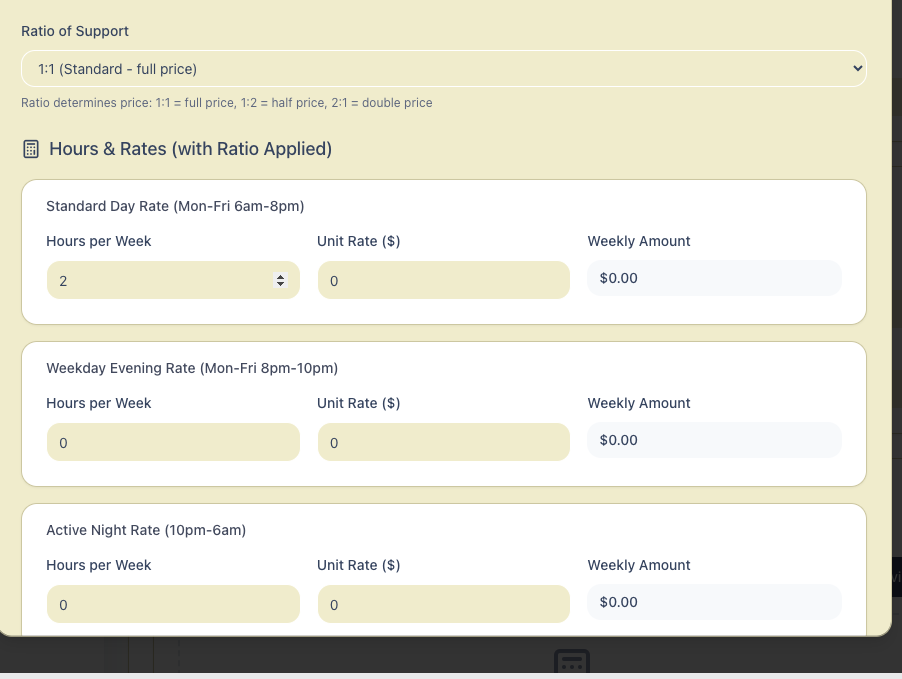 Ratio of Support
1:1 (Standard - full price)
Ratio determines price: 1:1 = full price, 1:2 = half price, 2:1 = double price
Hours & Rates (with Ratio Applied)
Standard Day Rate (Mon-Fri 6am-8pm)
Hours per Week Unit Rate ($) Weekly Amount
2 0 $0.00
Weekday Evening Rate (Mon-Fri 8pm-10pm)
Hours per Week Unit Rate ($) Weekly Amount
0 0 $0.00
Active Night Rate (10pm-6am)
Hours per Week Unit Rate ($) Weekly Amount
0 0 $0.00